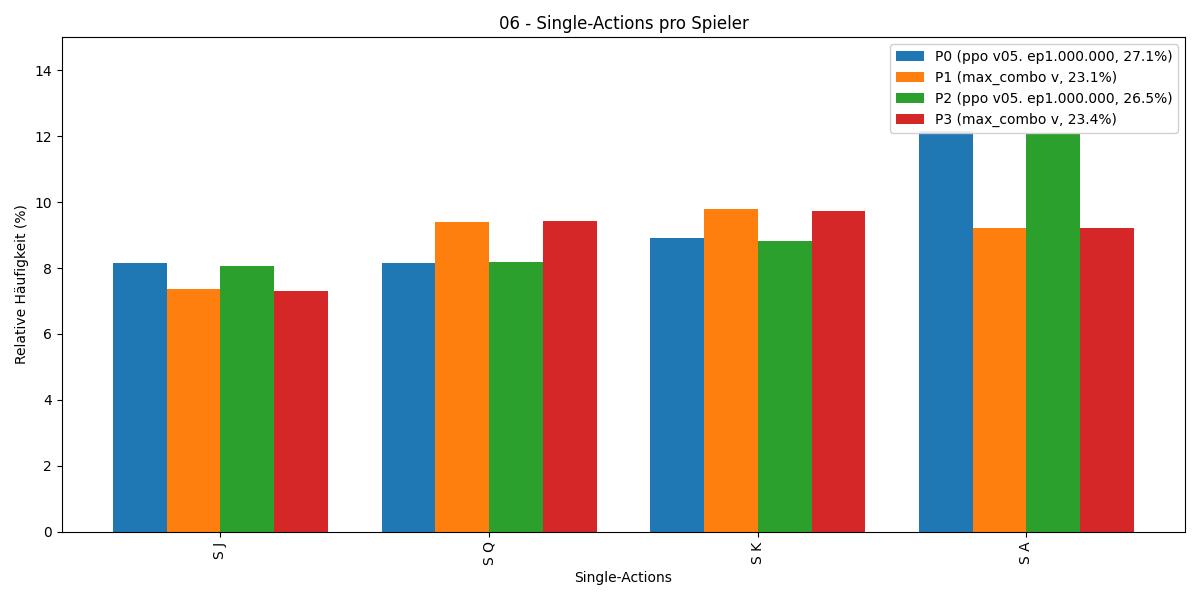 06 - Single-Actions pro Spieler
P0 (ppo v05. ep1.000.000, 27.1%)
P1 (max_combo v, 23.1%)
P2 (ppo v05. ep1.000.000, 26.5%)
P3 (max_combo v, 23.4%)
Relative Häufigkeit (%)
14
12
10
8
6
4
2
0
S J
S Q
S K
S A
Single-Actions